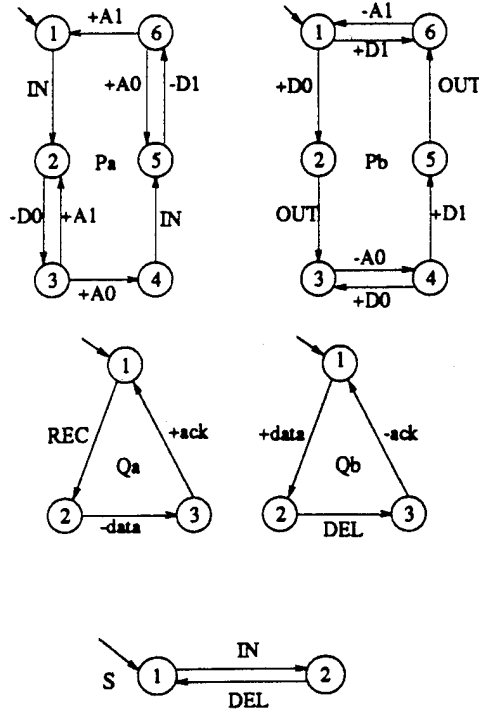 +A1
-A1
1
6
1
6
+D1
+A0
-D1
+D0
IN
OUT
2
Pa
5
2
Pb
5
-D0
+A1
IN
OUT
+D1
-A0
3
4
3
4
+A0
+D0
1
1
REC
+ack
+data
-ack
Qa
Qb
2
3
2
3
-data
DEL
IN
S
1
2
DEL